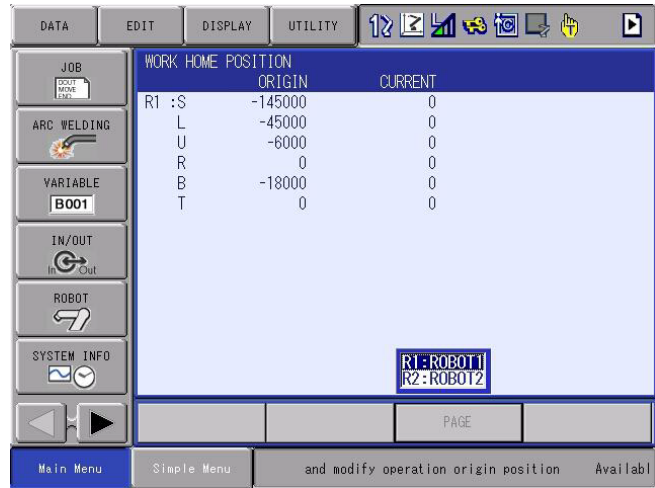 DATA EDIT DISPLAY UTILITY 12
JOB
DOUT
MOVE
END
ARC WELDING
VARIABLE
B001
IN/OUT
In Out
ROBOT
SYSTEM INFO
WORK HOME POSITION
ORIGIN CURRENT
R1 :S -145000 0
L -45000 0
U -6000 0
R 0 0
B -18000 0
T 0 0
R1:ROBOT1
R2:ROBOT2
PAGE
Main Menu Simple Menu and modify operation origin position Availabl